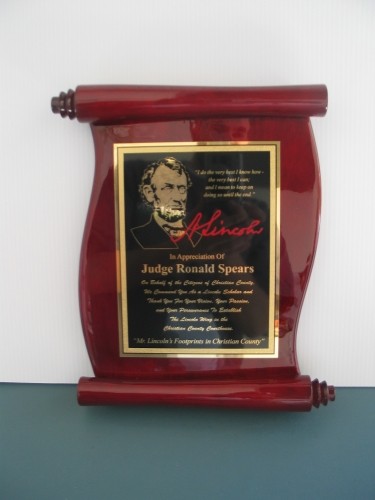 "I do the very best I know how -
the very best I can,
and I mean to keep on
doing so until the end."
A. Lincoln
In Appreciation Of
Judge Ronald Spears
On Behalf of the Citizens of Christian County,
We Commend You As a Lincoln Scholar and
Thank You For Your Vision, Your Passion,
and Your Perseverance To Establish
The Lincoln Wing in the
Christian County Courthouse.
"Mr. Lincoln's Footprints in Christian County"